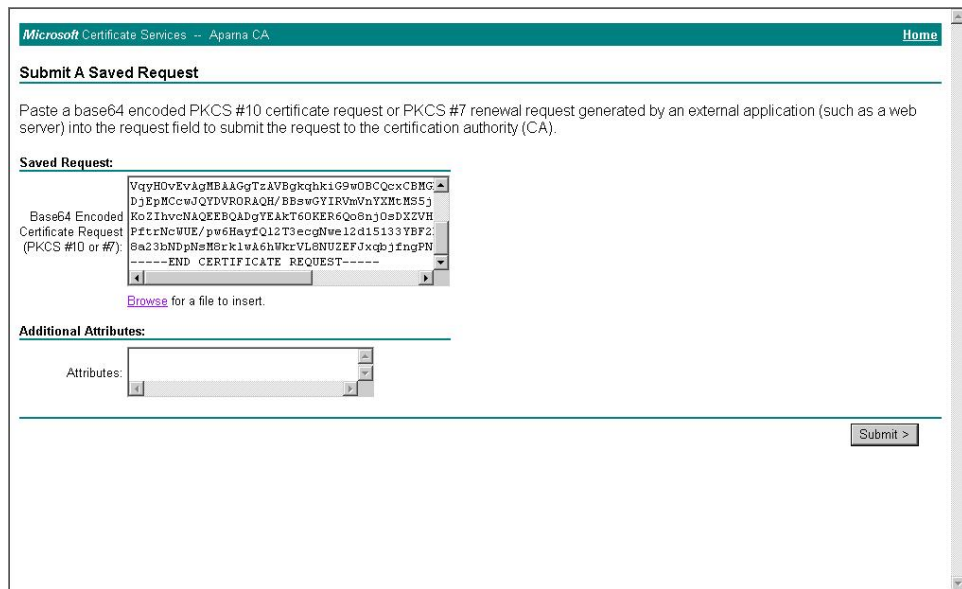 Microsoft Certificate Services -- Aparna CA Home
Submit A Saved Request
Paste a base64 encoded PKCS #10 certificate request or PKCS #7 renewal request generated by an external application (such as a web
server) into the request field to submit the request to the certification authority (CA).
Saved Request:
VqyHOvEvAgMBAAGgTzAVBgkqhkiG9w0BCQcxCBMG
DjEpMCcwJQYDVR0RAQH/BBswGYIRVmVnYXMtMS5j
Base64 Encoded KoZIhvcNAQEEBQADgYEAkT6OKER6Qo8nj0sDXZVH
Certificate Request PftrNcWUE/pw6HayfQl2T3ecgNwel2d15133YBF2
(PKCS #10 or #7): 8a23bNDpNsM8rklwA6hWkrVL8NUZEFJxqbjfngPN
-----END CERTIFICATE REQUEST-----
Browse for a file to insert.
Additional Attributes:
Attributes:
Submit >